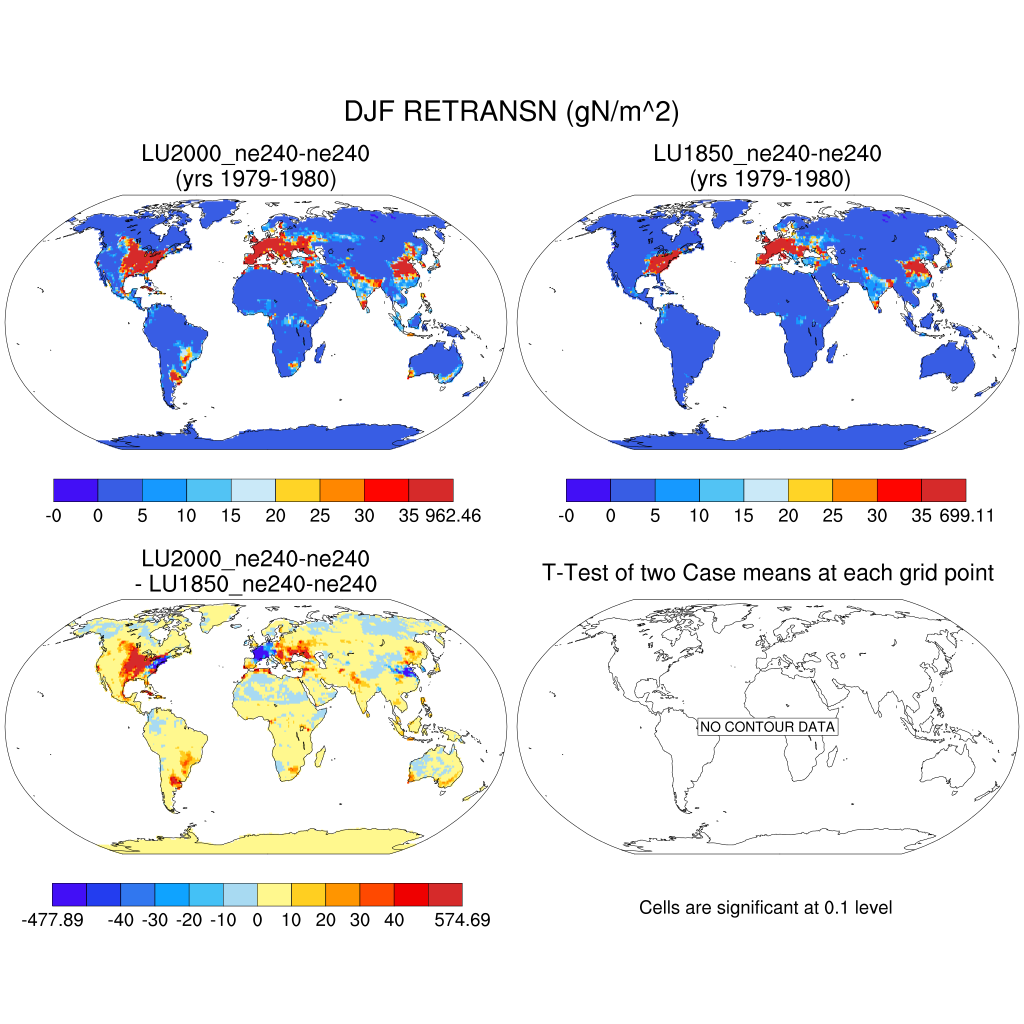 DJF RETRANSN (gN/m^2)
LU2000_ne240-ne240
(yrs 1979-1980)
LU1850_ne240-ne240
(yrs 1979-1980)
-0 0 5 10 15 20 25 30 35 962.46
-0 0 5 10 15 20 25 30 35 699.11
LU2000_ne240-ne240
- LU1850_ne240-ne240
T-Test of two Case means at each grid point
NO CONTOUR DATA
-477.89 -40 -30 -20 -10 0 10 20 30 40 574.69
Cells are significant at 0.1 level